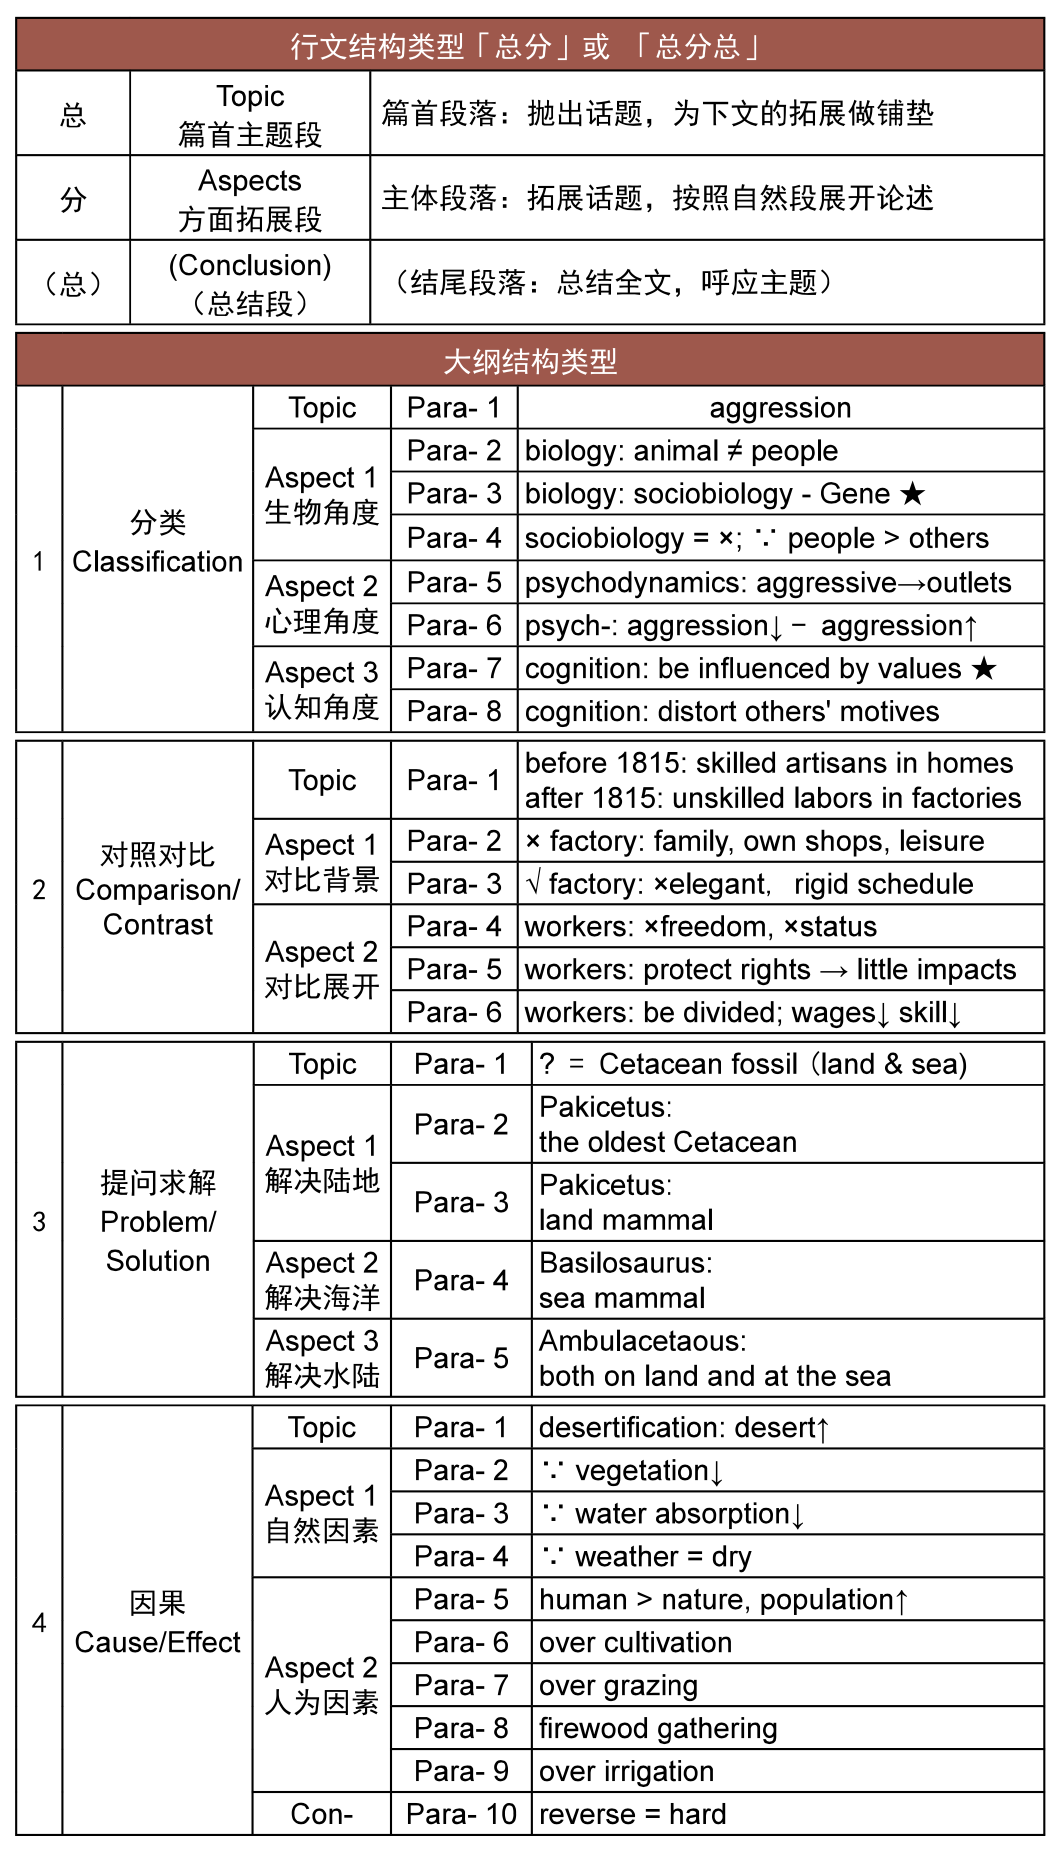 行文结构类型「总分」或 「总分总」
总
Topic
篇首主题段
篇首段落：抛出话题，为下文的拓展做铺垫
分
Aspects
方面拓展段
主体段落：拓展话题，按照自然段展开论述
（总）
(Conclusion)
（总结段）
（结尾段落：总结全文，呼应主题）
大纲结构类型
1
分类
Classification
Topic
Para- 1
aggression
Aspect 1
生物角度
Para- 2
biology: animal ≠ people
Para- 3
biology: sociobiology - Gene ★
Para- 4
sociobiology = ×; ∵ people > others
Aspect 2
心理角度
Para- 5
psychodynamics: aggressive→outlets
Para- 6
psych-: aggression↓ – aggression↑
Aspect 3
认知角度
Para- 7
cognition: be influenced by values ★
Para- 8
cognition: distort others' motives
2
对照对比
Comparison/
Contrast
Topic
Para- 1
before 1815: skilled artisans in homes
after 1815: unskilled labors in factories
Aspect 1
对比背景
Para- 2
× factory: family, own shops, leisure
Para- 3
√ factory: ×elegant, rigid schedule
Aspect 2
对比展开
Para- 4
workers: ×freedom, ×status
Para- 5
workers: protect rights → little impacts
Para- 6
workers: be divided; wages↓ skill↓
3
提问求解
Problem/
Solution
Topic
Para- 1
? = Cetacean fossil (land & sea)
Aspect 1
解决陆地
Para- 2
Pakicetus:
the oldest Cetacean
Para- 3
Pakicetus:
land mammal
Aspect 2
解决海洋
Para- 4
Basilosaurus:
sea mammal
Aspect 3
解决水陆
Para- 5
Ambulacetaous:
both on land and at the sea
4
因果
Cause/Effect
Topic
Para- 1
desertification: desert↑
Aspect 1
自然因素
Para- 2
∵ vegetation↓
Para- 3
∵ water absorption↓
Para- 4
∵ weather = dry
Aspect 2
人为因素
Para- 5
human > nature, population↑
Para- 6
over cultivation
Para- 7
over grazing
Para- 8
firewood gathering
Para- 9
over irrigation
Con-
Para- 10
reverse = hard